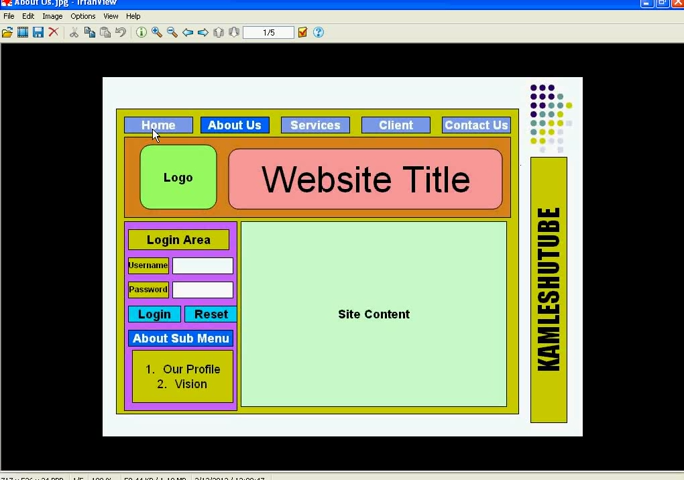 About Us.jpg - IrfanView
File Edit Image Options View Help
1/5
Home About Us Services Client Contact Us
Logo
Website Title
Login Area
Username
Password
Login Reset
About Sub Menu
1. Our Profile
2. Vision
Site Content
KAMLESHUTUBE